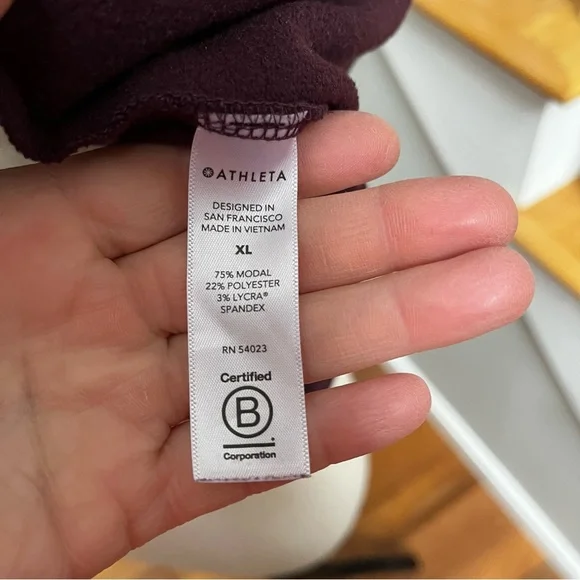 ATHLETA
DESIGNED IN
SAN FRANCISCO
MADE IN VIETNAM
XL
75% MODAL
22% POLYESTER
3% LYCRA®
SPANDEX
RN 54023
Certified
B
Corporation